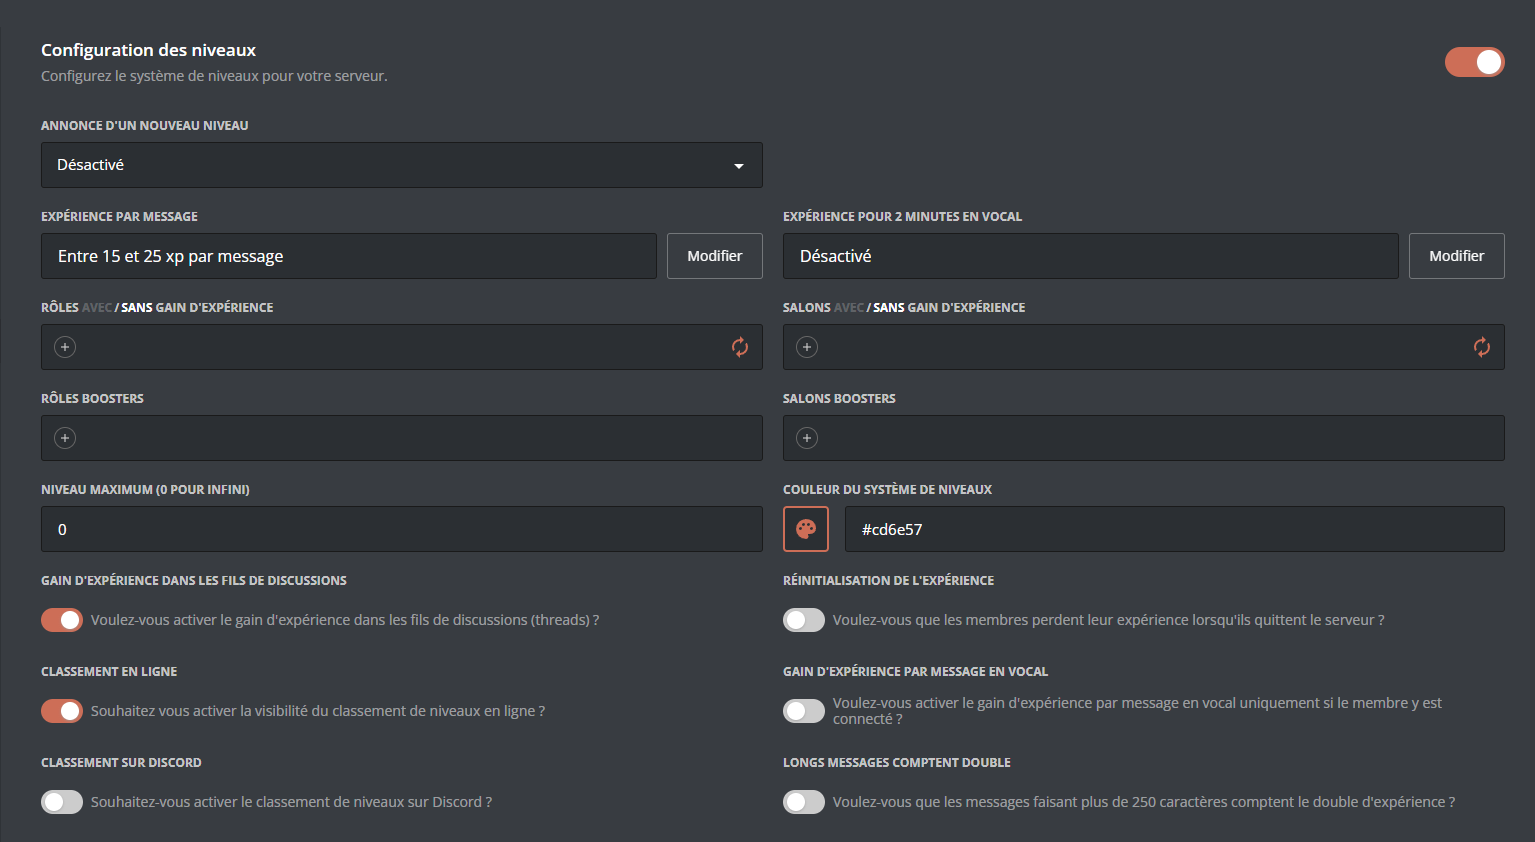 Configuration des niveaux
Configurez le système de niveaux pour votre serveur.
ANNONCE D'UN NOUVEAU NIVEAU
Désactivé
EXPÉRIENCE PAR MESSAGE
Entre 15 et 25 xp par message
Modifier
EXPÉRIENCE POUR 2 MINUTES EN VOCAL
Désactivé
Modifier
RÔLES AVEC / SANS GAIN D'EXPÉRIENCE
SALONS AVEC / SANS GAIN D'EXPÉRIENCE
RÔLES BOOSTERS
SALONS BOOSTERS
NIVEAU MAXIMUM (0 POUR INFINI)
0
COULEUR DU SYSTÈME DE NIVEAUX
#cd6e57
GAIN D'EXPÉRIENCE DANS LES FILS DE DISCUSSIONS
Voulez-vous activer le gain d'expérience dans les fils de discussions (threads) ?
RÉINITIALISATION DE L'EXPÉRIENCE
Voulez-vous que les membres perdent leur expérience lorsqu'ils quittent le serveur ?
CLASSEMENT EN LIGNE
Souhaitez vous activer la visibilité du classement de niveaux en ligne ?
GAIN D'EXPÉRIENCE PAR MESSAGE EN VOCAL
Voulez-vous activer le gain d'expérience par message en vocal uniquement si le membre y est
connecté ?
CLASSEMENT SUR DISCORD
Souhaitez-vous activer le classement de niveaux sur Discord ?
LONGS MESSAGES COMPTENT DOUBLE
Voulez-vous que les messages faisant plus de 250 caractères comptent le double d'expérience ?